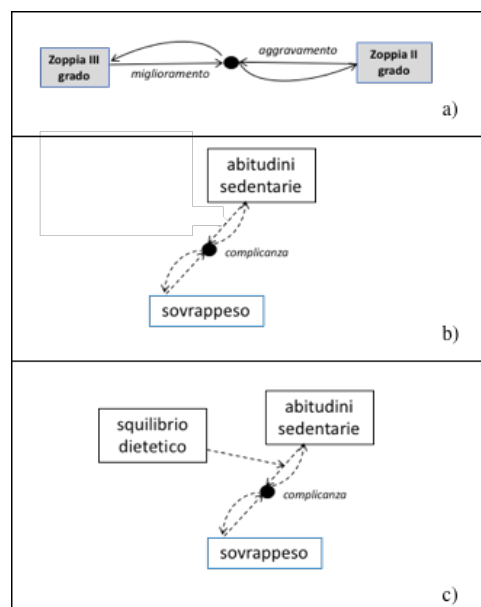 Zoppia III
grado
miglioramento
aggravamento
Zoppia II
grado
a)
abitudini
sedentarie
complicanza
sovrappeso
b)
squilibrio
dietetico
abitudini
sedentarie
complicanza
sovrappeso
c)